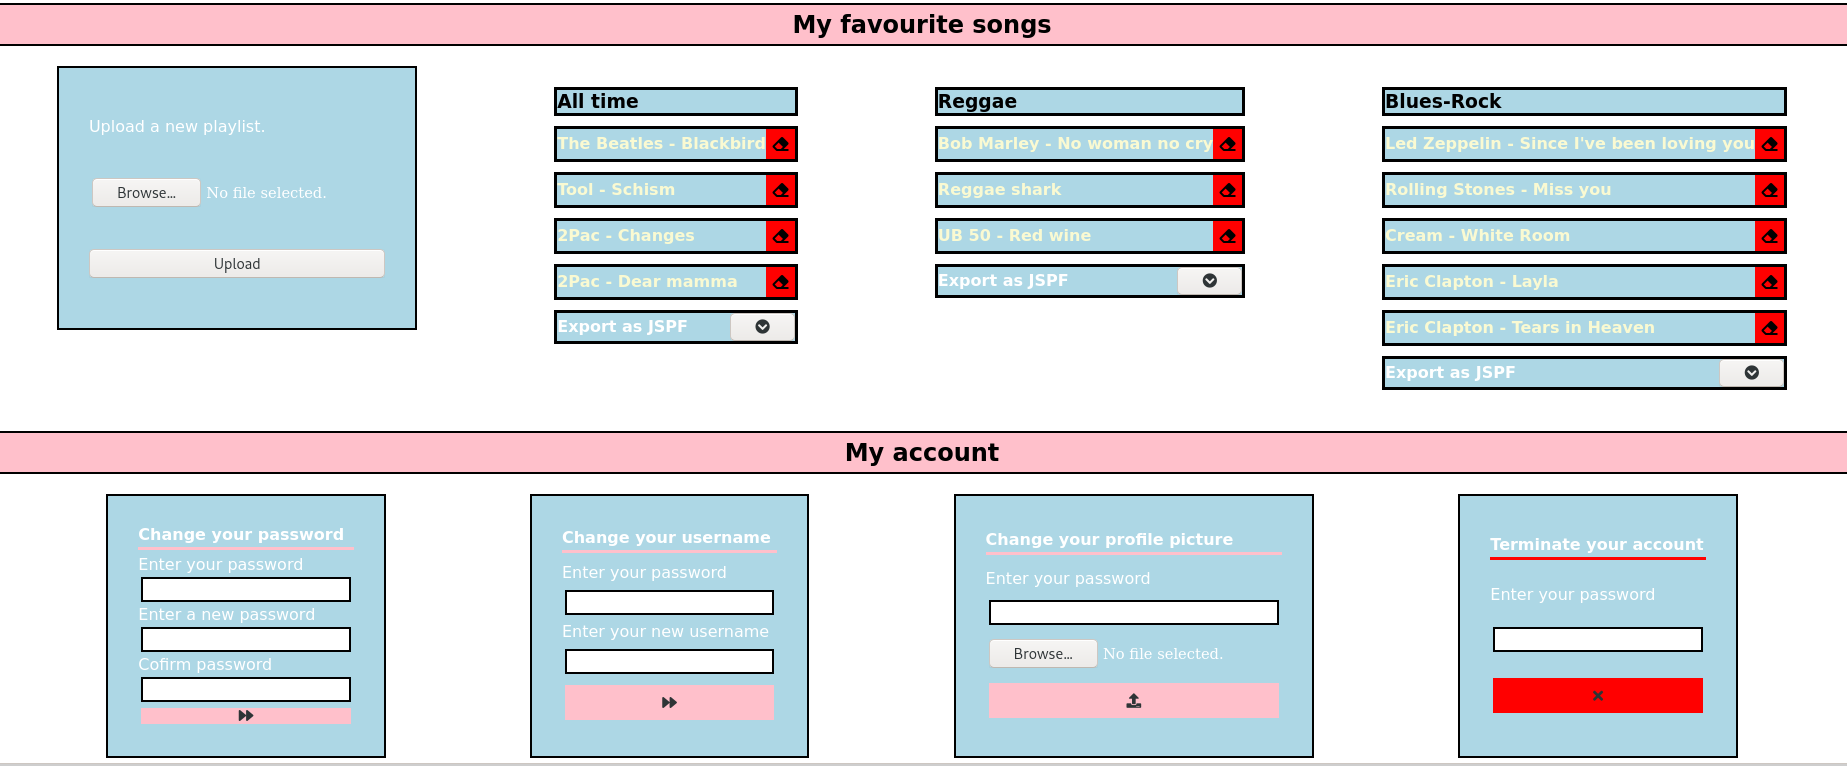 My favourite songs
Upload a new playlist.
Browse... No file selected.
Upload
All time
The Beatles - Blackbird
Tool - Schism
2Pac - Changes
2Pac - Dear mamma
Export as JSPF
Reggae
Bob Marley - No woman no cry
Reggae shark
UB 50 - Red wine
Export as JSPF
Blues-Rock
Led Zeppelin - Since I've been loving you
Rolling Stones - Miss you
Cream - White Room
Eric Clapton - Layla
Eric Clapton - Tears in Heaven
Export as JSPF
My account
Change your password
Enter your password
Enter a new password
Cofirm password
Change your username
Enter your password
Enter your new username
Change your profile picture
Enter your password
Browse... No file selected.
Terminate your account
Enter your password